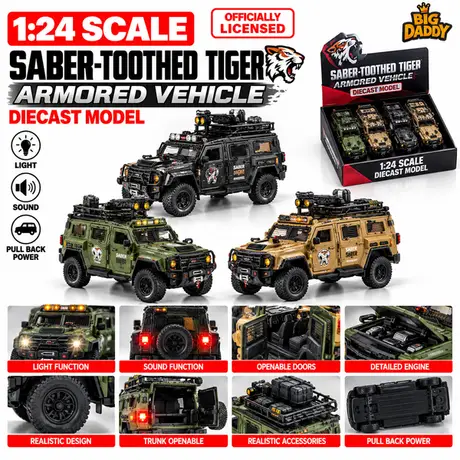 1:24 SCALE
OFFICIALLY
LICENSED
BIG
DADDY
SABER-TOOTHED TIGER
ARMORED VEHICLE
DIECAST MODEL
LIGHT
SOUND
PULL BACK
POWER
SABER-TOOTHED TIGER
ARMORED VEHICLE
DIECAST MODEL
1:24 SCALE
DIECAST MODEL
LIGHT FUNCTION
SOUND FUNCTION
OPENABLE DOORS
DETAILED ENGINE
REALISTIC DESIGN
TRUNK OPENABLE
REALISTIC ACCESSORIES
PULL BACK POWER